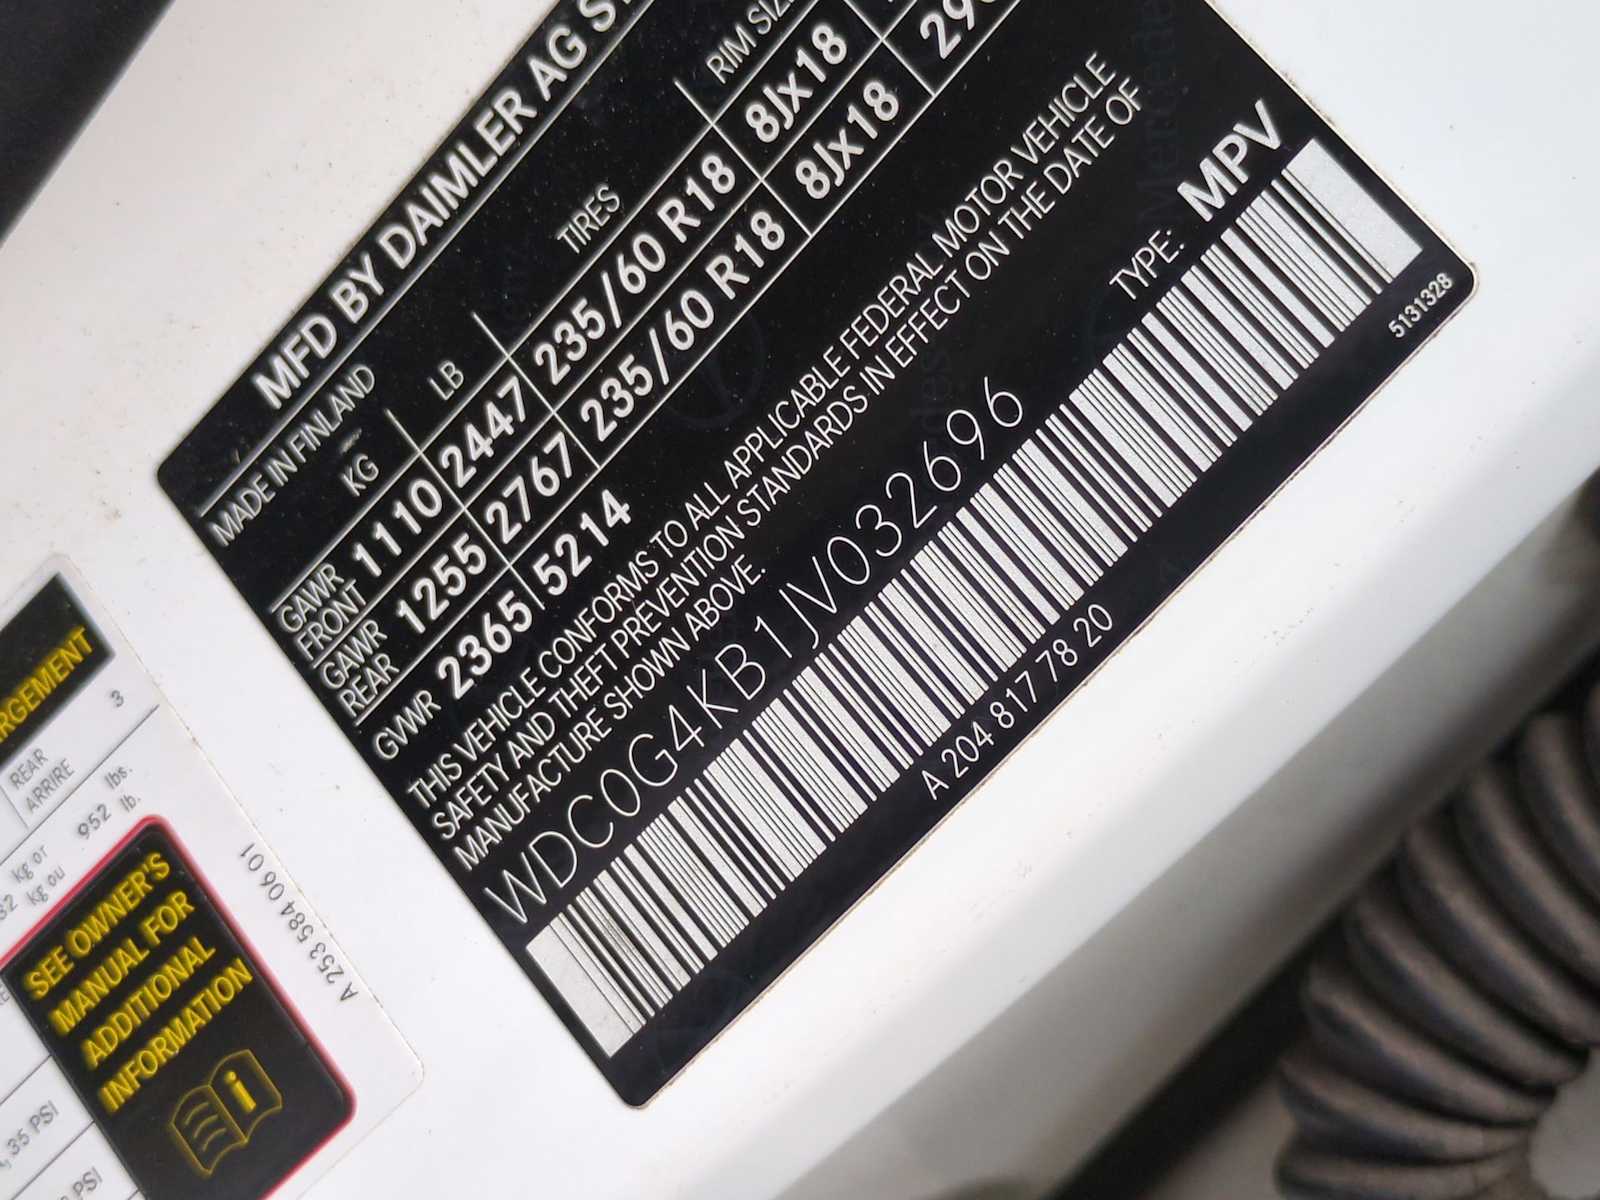 MFD BY DAIMLER AG
MADE IN FINLAND
KG LB TIRES RIM
GAWR FRONT 1110 2447 235/60 R18 8Jx18
GAWR REAR 1255 2767 235/60 R18 8Jx18
GVWR 2365 5214
THIS VEHICLE CONFORMS TO ALL APPLICABLE FEDERAL MOTOR VEHICLE
SAFETY AND THEFT PREVENTION STANDARDS IN EFFECT ON THE DATE OF
MANUFACTURE SHOWN ABOVE.
TYPE: MPV
WDC0G4KB1JV032696
A 204 817 78 20
5131328
REAR 3
ARRIRE
kg or 952 lbs.
kg ou lb.
SEE OWNER'S
MANUAL FOR
ADDITIONAL
INFORMATION
i
A 253 584 06 01
35 PSI
PSI